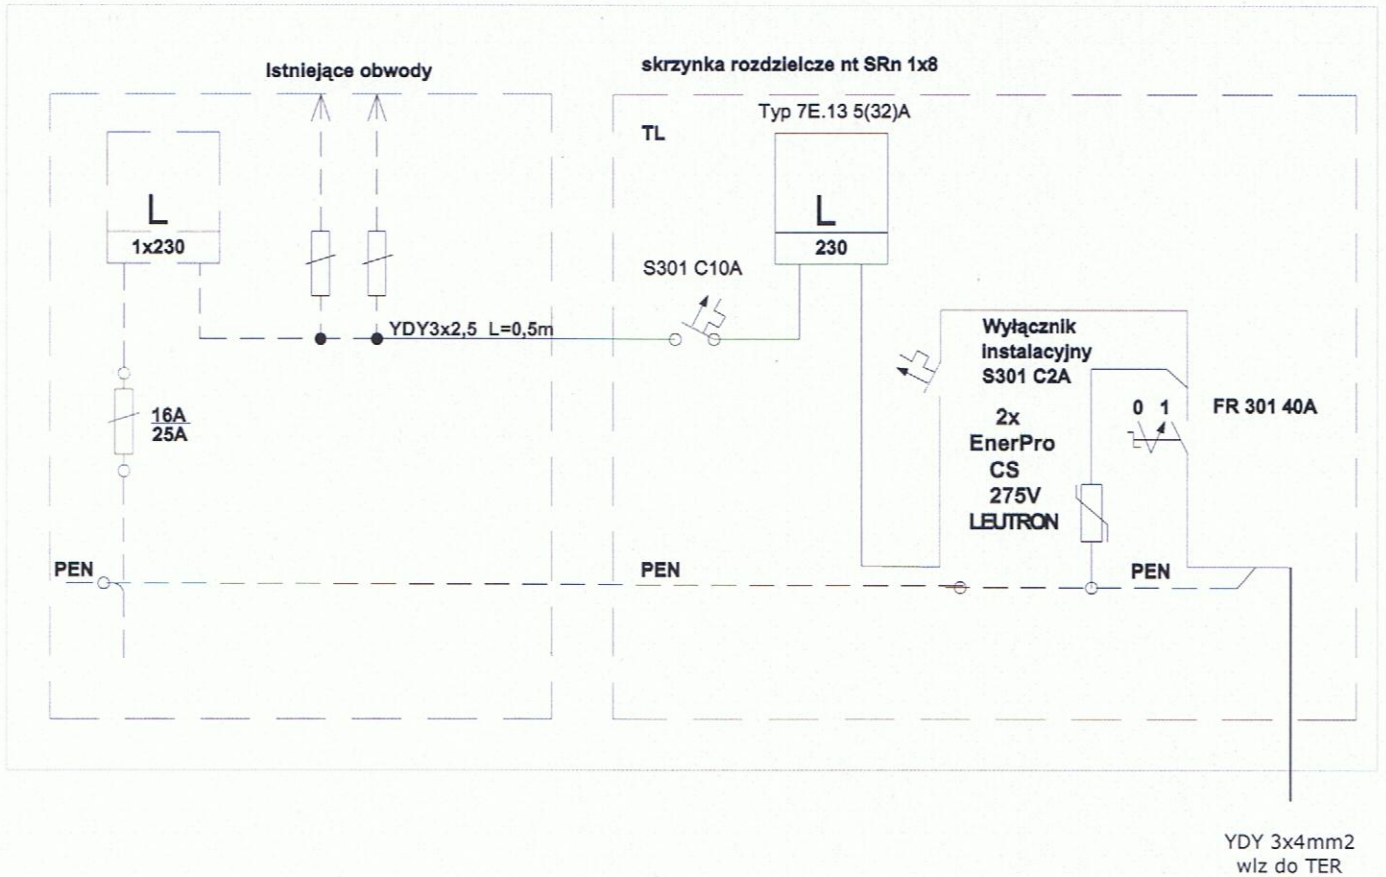 Istniejące obwody
skrzynka rozdzielcze nt SRn 1x8
Typ 7E.13 5(32)A
TL
L
1x230
L
230
S301 C10A
YDY3x2,5 L=0,5m
Wyłącznik
instalacyjny
S301 C2A
2x
EnerPro
CS
275V
LEUTRON
0 1
FR 301 40A
16A
25A
PEN
PEN
PEN
YDY 3x4mm2
wlz do TER